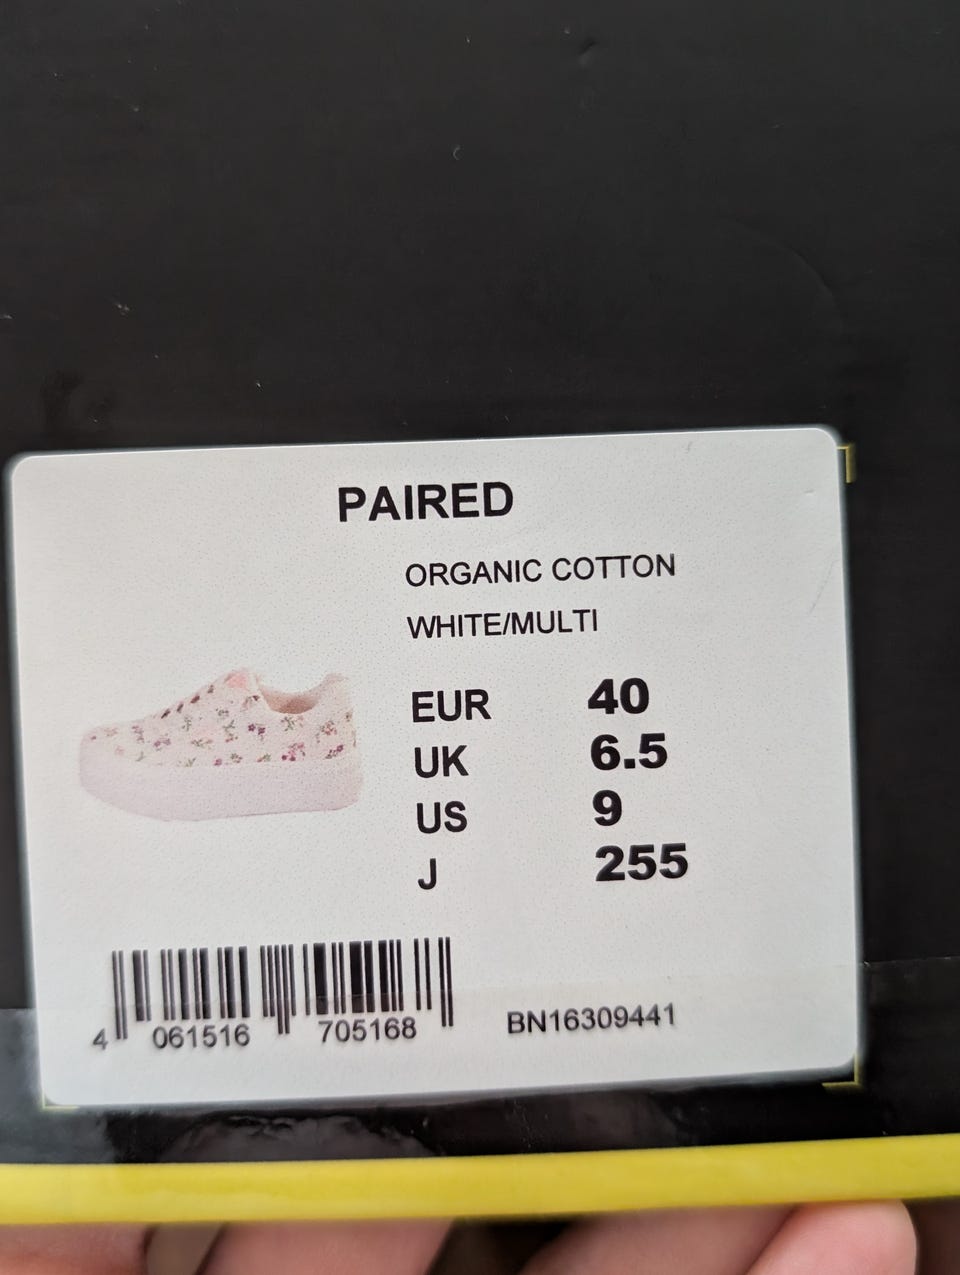 PAIRED
ORGANIC COTTON
WHITE/MULTI
EUR 40
UK 6.5
US 9
J 255
4 061516 705168 BN16309441